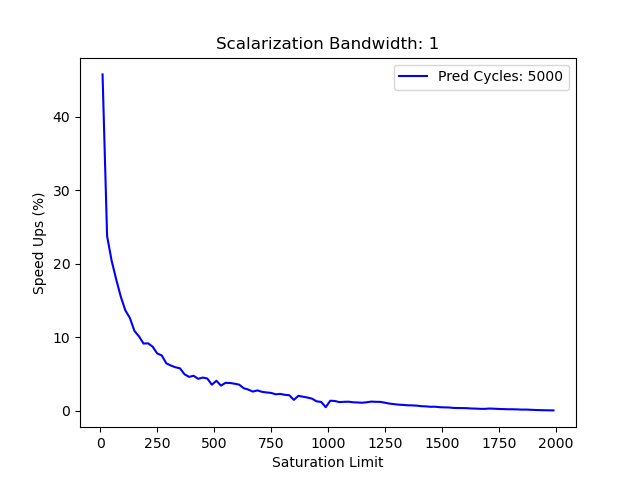 Scalarization Bandwidth: 1
Pred Cycles: 5000
Speed Ups (%)
40
30
20
10
0
0 250 500 750 1000 1250 1500 1750 2000
Saturation Limit